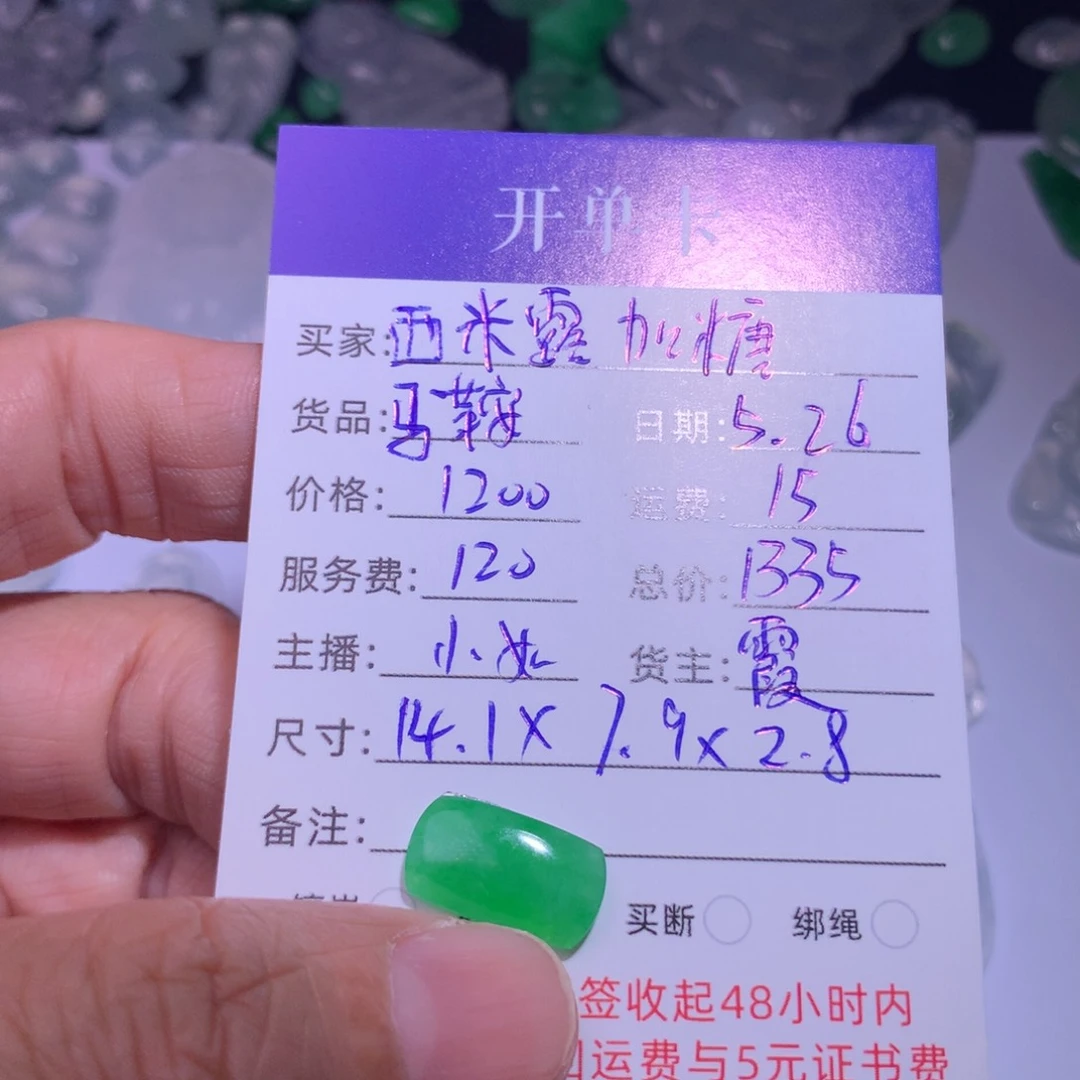 开单卡
买家:西米露加糖
货品:马鞍 日期:5.26
价格:1200 运费:15
服务费:120 总价:1335
主播:小妝 货主:霞
尺寸:14.1X7.9X2.8
备注:
买断 绑绳
签收起48小时内
运费与5元证书费